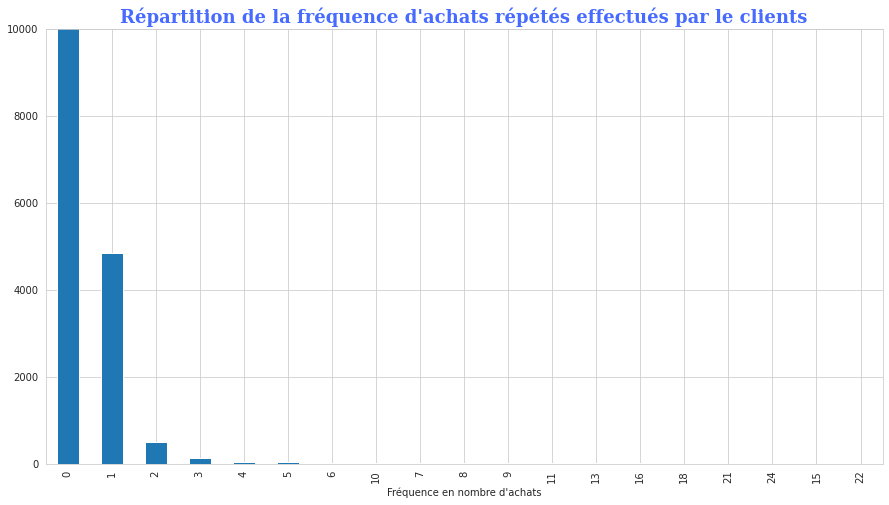 Répartition de la fréquence d'achats répétés effectués par le clients
10000
8000
6000
4000
2000
0
0 1 2 3 4 5 6 10 7 8 9 11 13 16 18 21 24 15 22
Fréquence en nombre d'achats